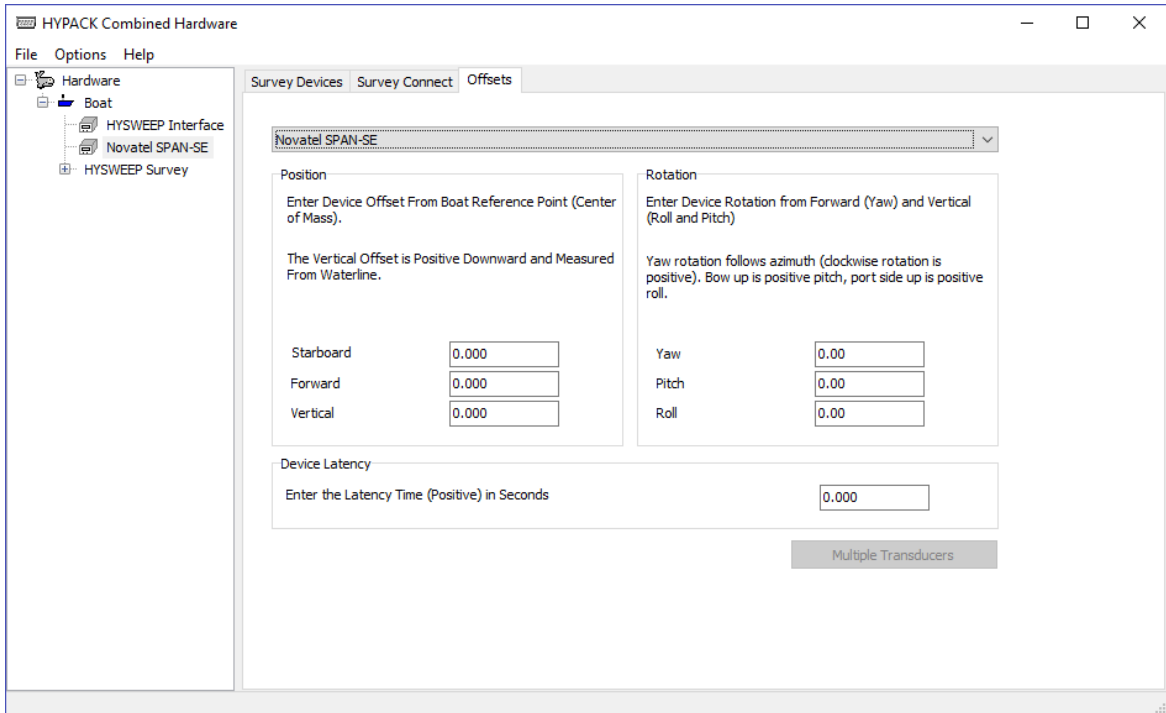 HYPACK Combined Hardware
File Options Help
Hardware
Boat
HYSWEEP Interface
Novatel SPAN-SE
HYSWEEP Survey
Survey Devices Survey Connect Offsets
Novatel SPAN-SE
Position
Enter Device Offset From Boat Reference Point (Center
of Mass).
The Vertical Offset is Positive Downward and Measured
From Waterline.
Starboard 0.000
Forward 0.000
Vertical 0.000
Rotation
Enter Device Rotation from Forward (Yaw) and Vertical
(Roll and Pitch)
Yaw rotation follows azimuth (clockwise rotation is
positive). Bow up is positive pitch, port side up is positive
roll.
Yaw 0.00
Pitch 0.00
Roll 0.00
Device Latency
Enter the Latency Time (Positive) in Seconds 0.000
Multiple Transducers